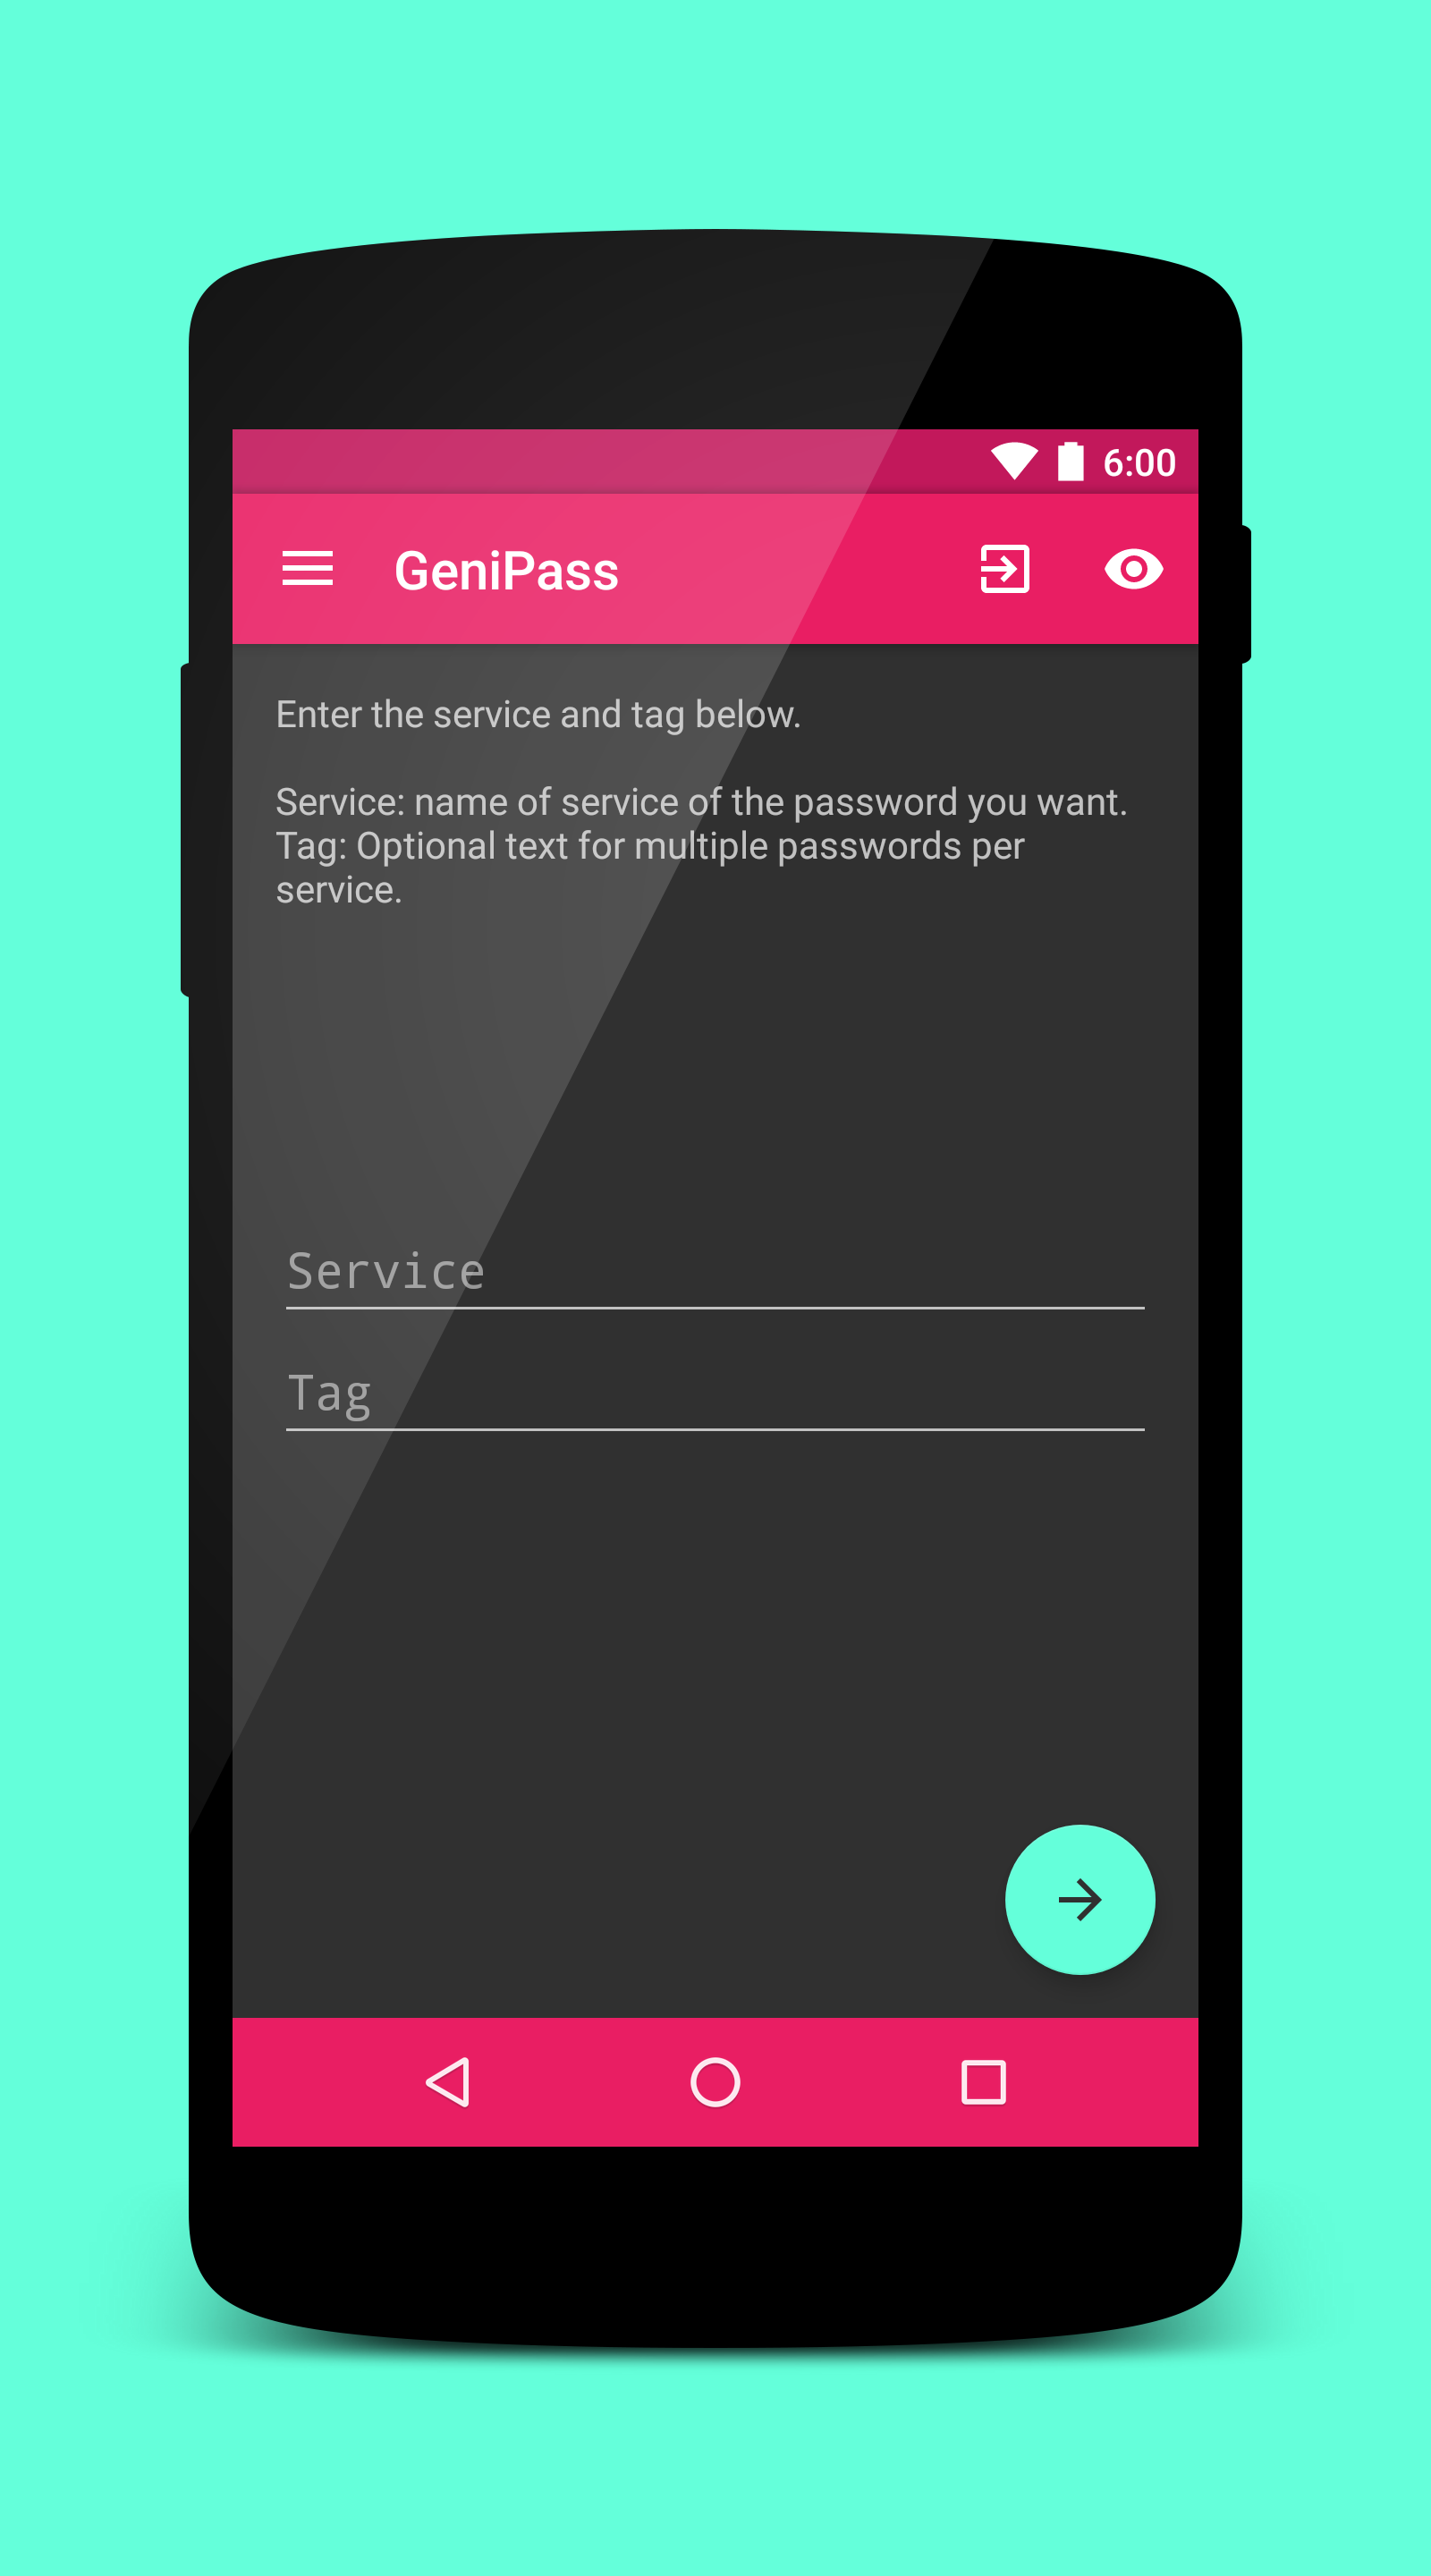 6:00
GeniPass
Enter the service and tag below.
Service: name of service of the password you want.
Tag: Optional text for multiple passwords per
service.
Service
Tag